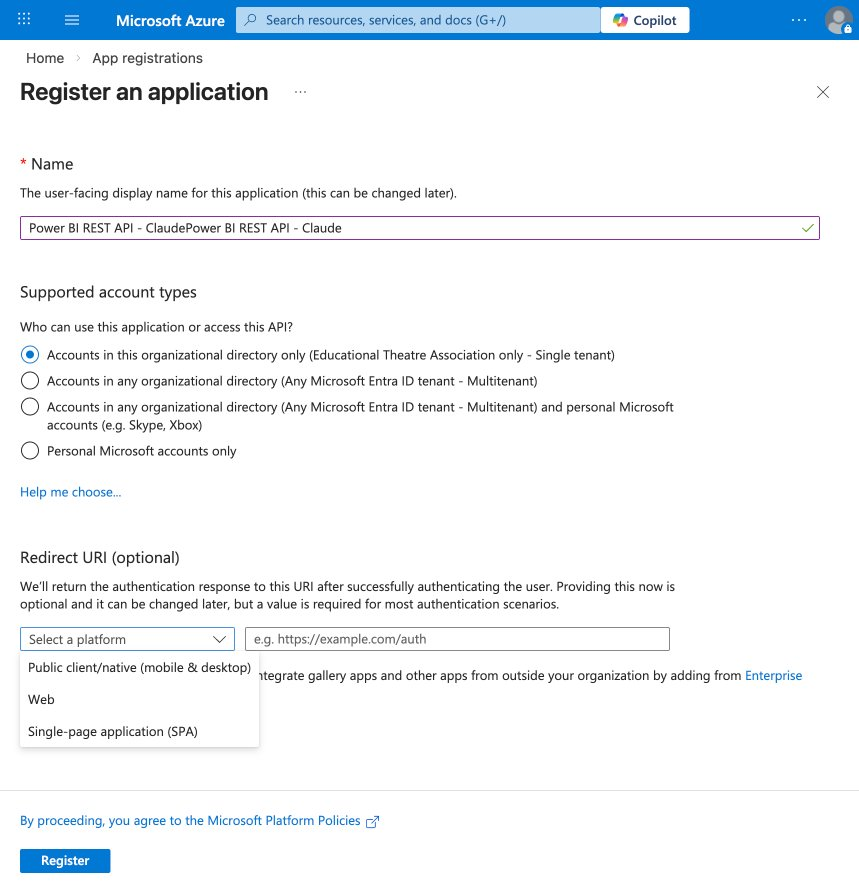 Microsoft Azure
Search resources, services, and docs (G+/)
Copilot
Home > App registrations
Register an application
* Name
The user-facing display name for this application (this can be changed later).
Power BI REST API - ClaudePower BI REST API - Claude
Supported account types
Who can use this application or access this API?
Accounts in this organizational directory only (Educational Theatre Association only - Single tenant)
Accounts in any organizational directory (Any Microsoft Entra ID tenant - Multitenant)
Accounts in any organizational directory (Any Microsoft Entra ID tenant - Multitenant) and personal Microsoft
accounts (e.g. Skype, Xbox)
Personal Microsoft accounts only
Help me choose...
Redirect URI (optional)
We'll return the authentication response to this URI after successfully authenticating the user. Providing this now is
optional and it can be changed later, but a value is required for most authentication scenarios.
Select a platform
e.g. https://example.com/auth
Public client/native (mobile & desktop)
ntegrate gallery apps and other apps from outside your organization by adding from Enterprise
Web
Single-page application (SPA)
By proceeding, you agree to the Microsoft Platform Policies
Register